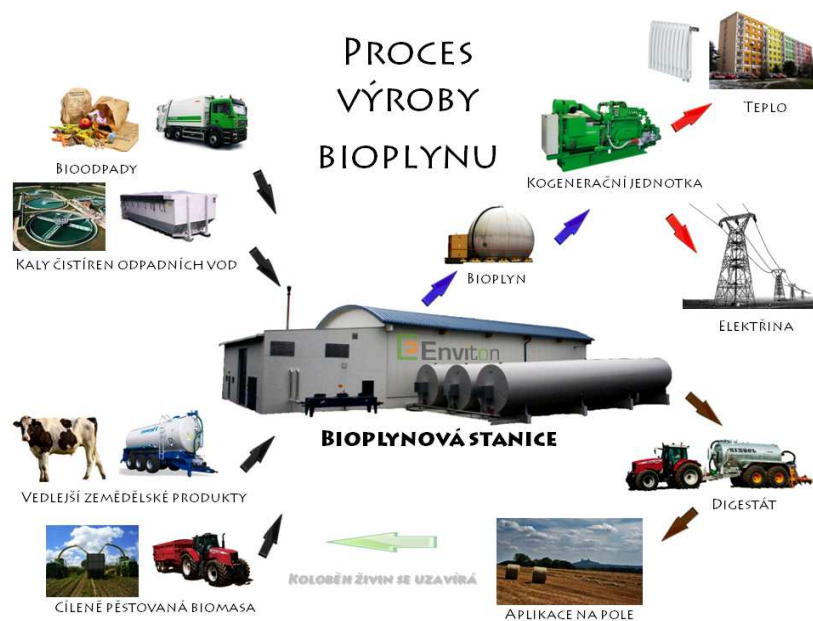 PROCES
VÝROBY
BIOPLYNU
TEPLO
BIOODPADY
KOGENERAČNÍ JEDNOTKA
KALY ČISTÍREN ODPADNÍCH VOD
BIOPLYN
ELEKTŘINA
Enviton
BIOPLYNOVÁ STANICE
VEDLEJŠÍ ZEMĚDĚLSKÉ PRODUKTY
DIGESTÁT
KOLOBĚH ŽIVIN SE UZAVÍRÁ
CÍLENĚ PĚSTOVANÁ BIOMASA
APLIKACE NA POLE